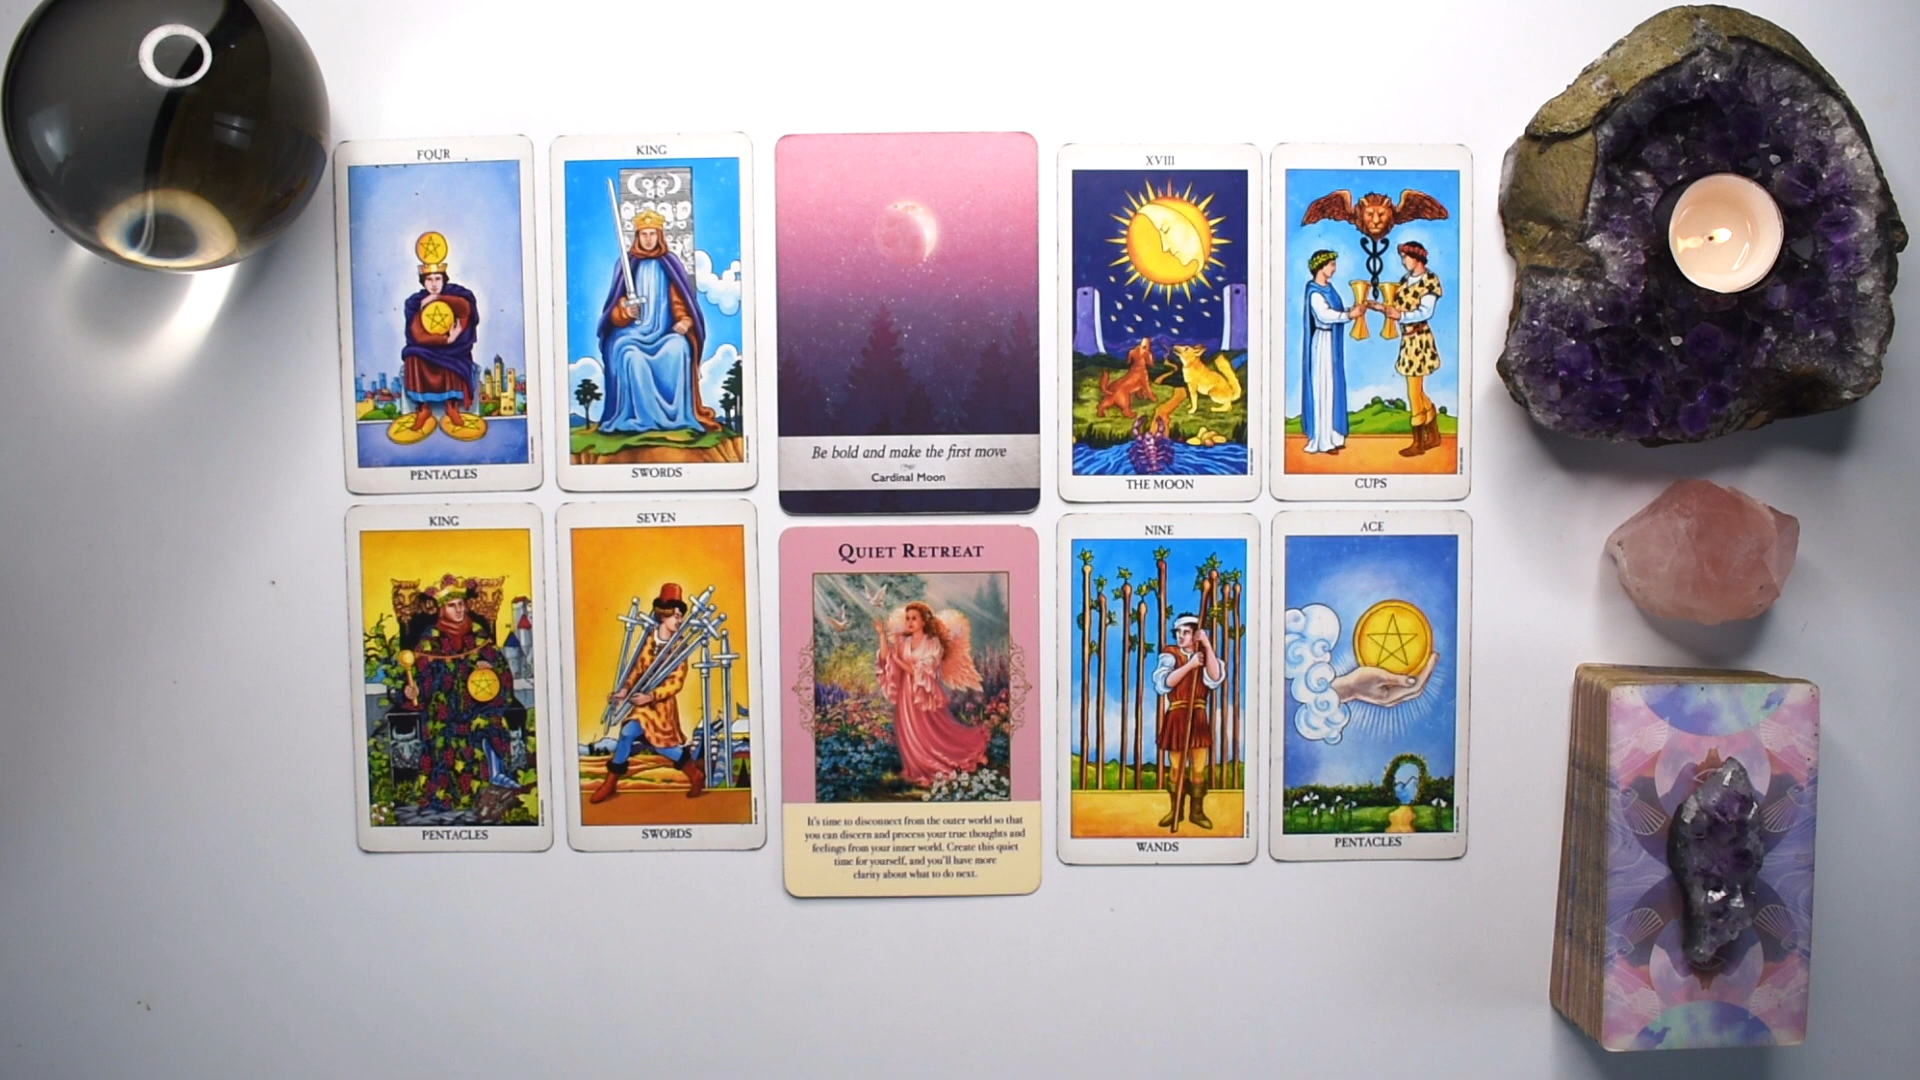 FOUR
PENTACLES
KING
SWORDS
Be bold and make the first move
Cardinal Moon
XVIII
THE MOON
TWO
CUPS
KING
PENTACLES
SEVEN
SWORDS
QUIET RETREAT
It's time to disconnect from the outer world so that
you can discern and process your true thoughts and
feelings from your inner world. Create this quiet
time for yourself, and you'll have more
clarity about what to do next.
NINE
WANDS
ACE
PENTACLES